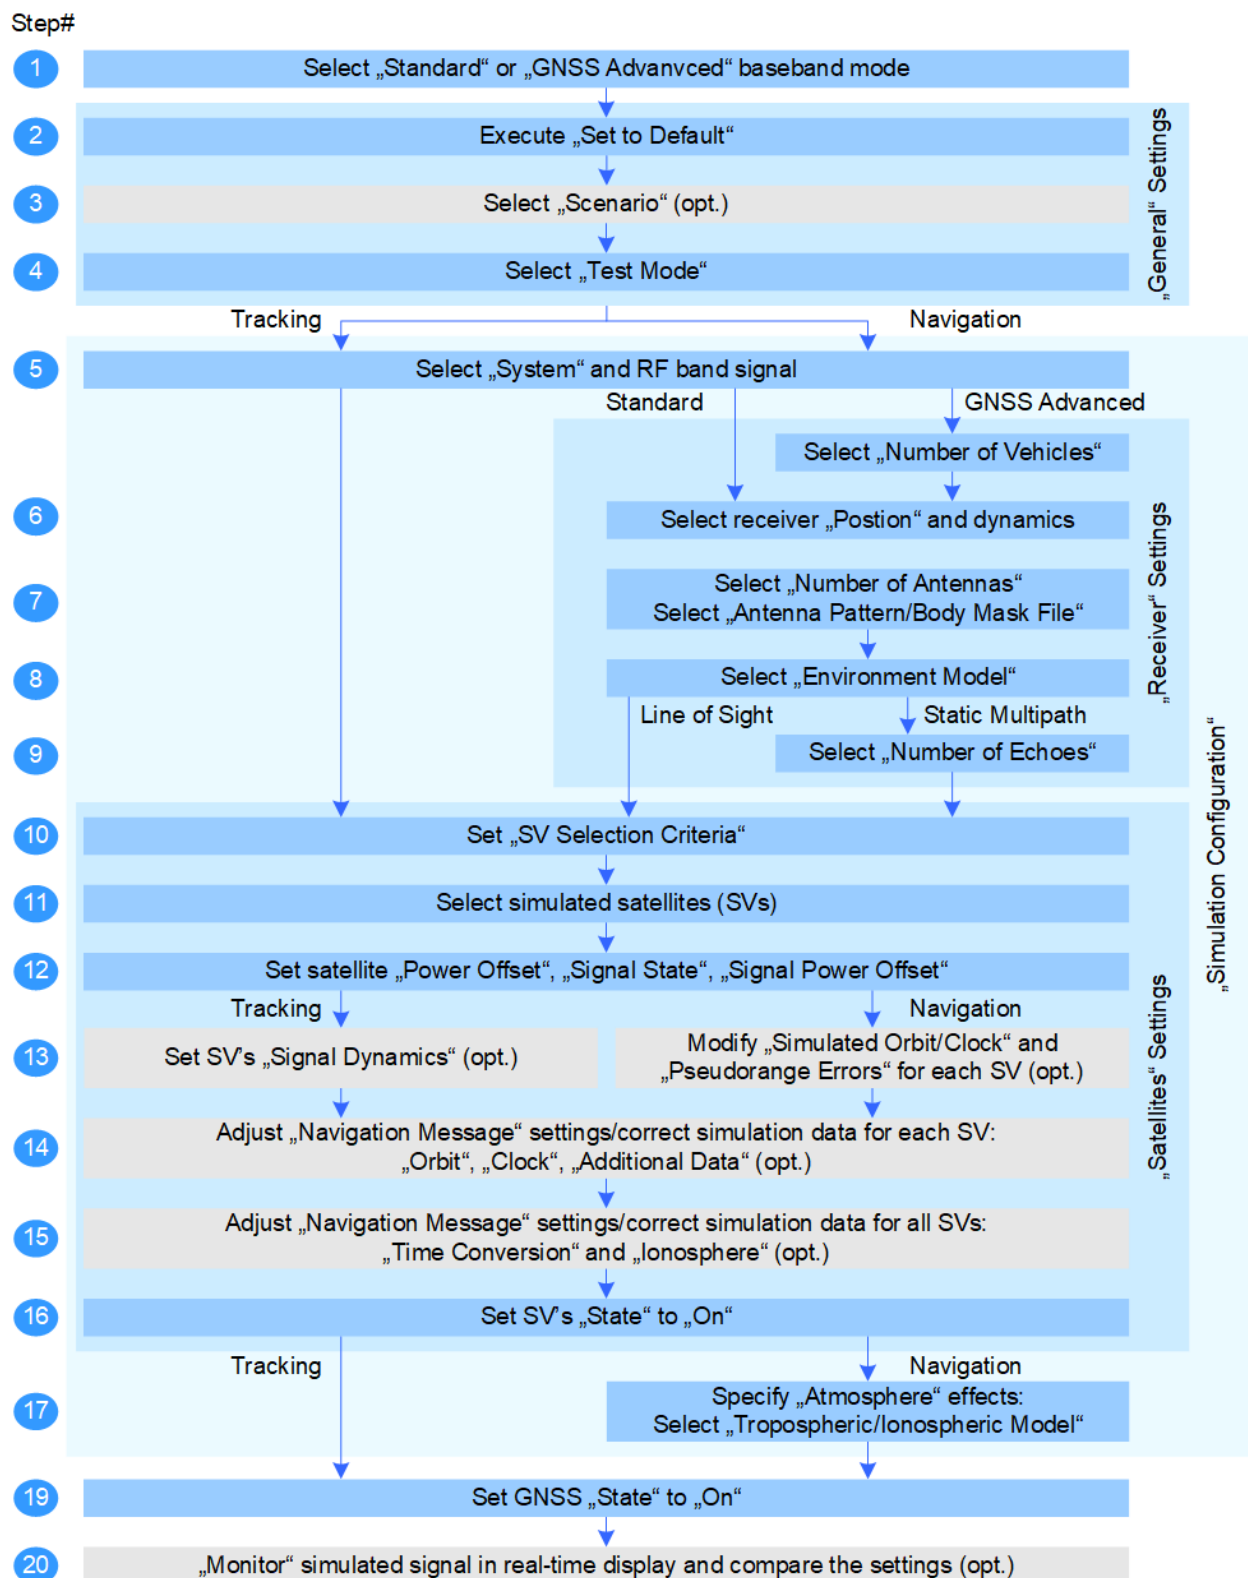 Step#
1
Select „Standard“ or „GNSS Advanvced“ baseband mode
2
Execute „Set to Default“
3
Select „Scenario“ (opt.)
4
Select „Test Mode“
„General“ Settings
Tracking
Navigation
5
Select „System“ and RF band signal
Standard
GNSS Advanced
Select „Number of Vehicles“
6
Select receiver „Postion“ and dynamics
7
Select „Number of Antennas“
Select „Antenna Pattern/Body Mask File“
8
Select „Environment Model“
Line of Sight
Static Multipath
9
Select „Number of Echoes“
„Receiver“ Settings
„Simulation Configuration“
10
Set „SV Selection Criteria“
11
Select simulated satellites (SVs)
12
Set satellite „Power Offset“, „Signal State“, „Signal Power Offset“
Tracking
Navigation
13
Set SV's „Signal Dynamics“ (opt.)
Modify „Simulated Orbit/Clock“ and
„Pseudorange Errors“ for each SV (opt.)
14
Adjust „Navigation Message“ settings/correct simulation data for each SV:
„Orbit“, „Clock“, „Additional Data“ (opt.)
15
Adjust „Navigation Message“ settings/correct simulation data for all SVs:
„Time Conversion“ and „Ionosphere“ (opt.)
16
Set SV's „State“ to „On“
„Satellites“ Settings
Tracking
Navigation
17
Specify „Atmosphere“ effects:
Select „Tropospheric/Ionospheric Model“
19
Set GNSS „State“ to „On“
20
„Monitor“ simulated signal in real-time display and compare the settings (opt.)